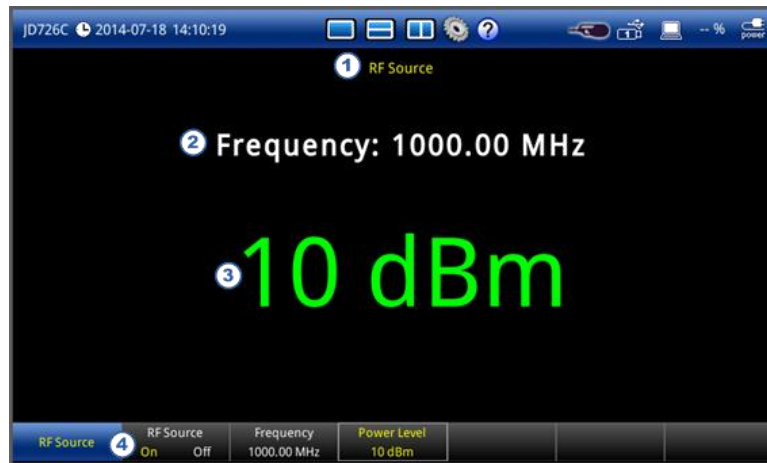 JD726C 2014-07-18 14:10:19 ? -- % power
1 RF Source
2 Frequency: 1000.00 MHz
3 10 dBm
RF Source 4 RF Source Frequency Power Level
On Off 1000.00 MHz 10 dBm